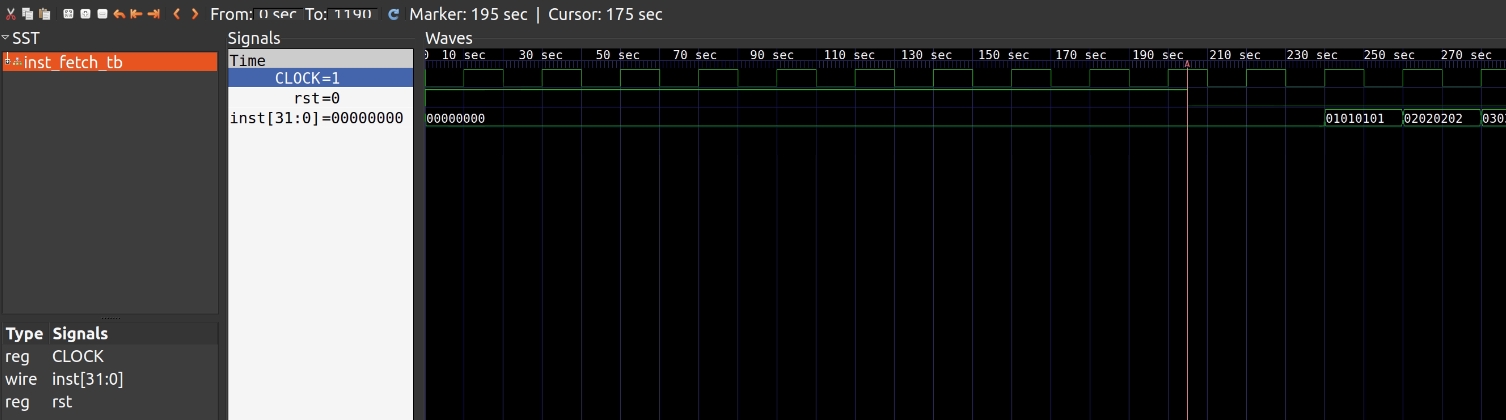 From: 0 sec To: 1190 Marker: 195 sec | Cursor: 175 sec
SST
inst_fetch_tb
Type Signals
reg CLOCK
wire inst[31:0]
reg rst
Signals
Time
CLOCK=1
rst=0
inst[31:0]=00000000
Waves
0 10 sec 30 sec 50 sec 70 sec 90 sec 110 sec 130 sec 150 sec 170 sec 190 sec 210 sec 230 sec 250 sec 270 sec
A
00000000 01010101 02020202 030